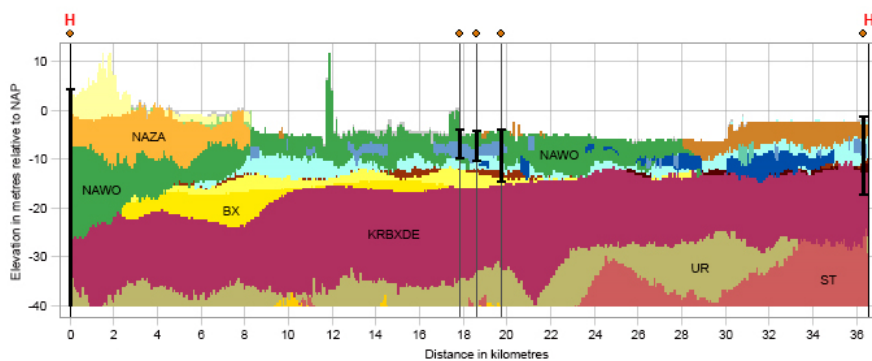 H H
10
0
-10
-20
-30
-40
Elevation in metres relative to NAP
NAZA
NAWO
BX
KRBXDE
NAWO
UR
ST
0 2 4 6 8 10 12 14 16 18 20 22 24 26 28 30 32 34 36
Distance in kilometres